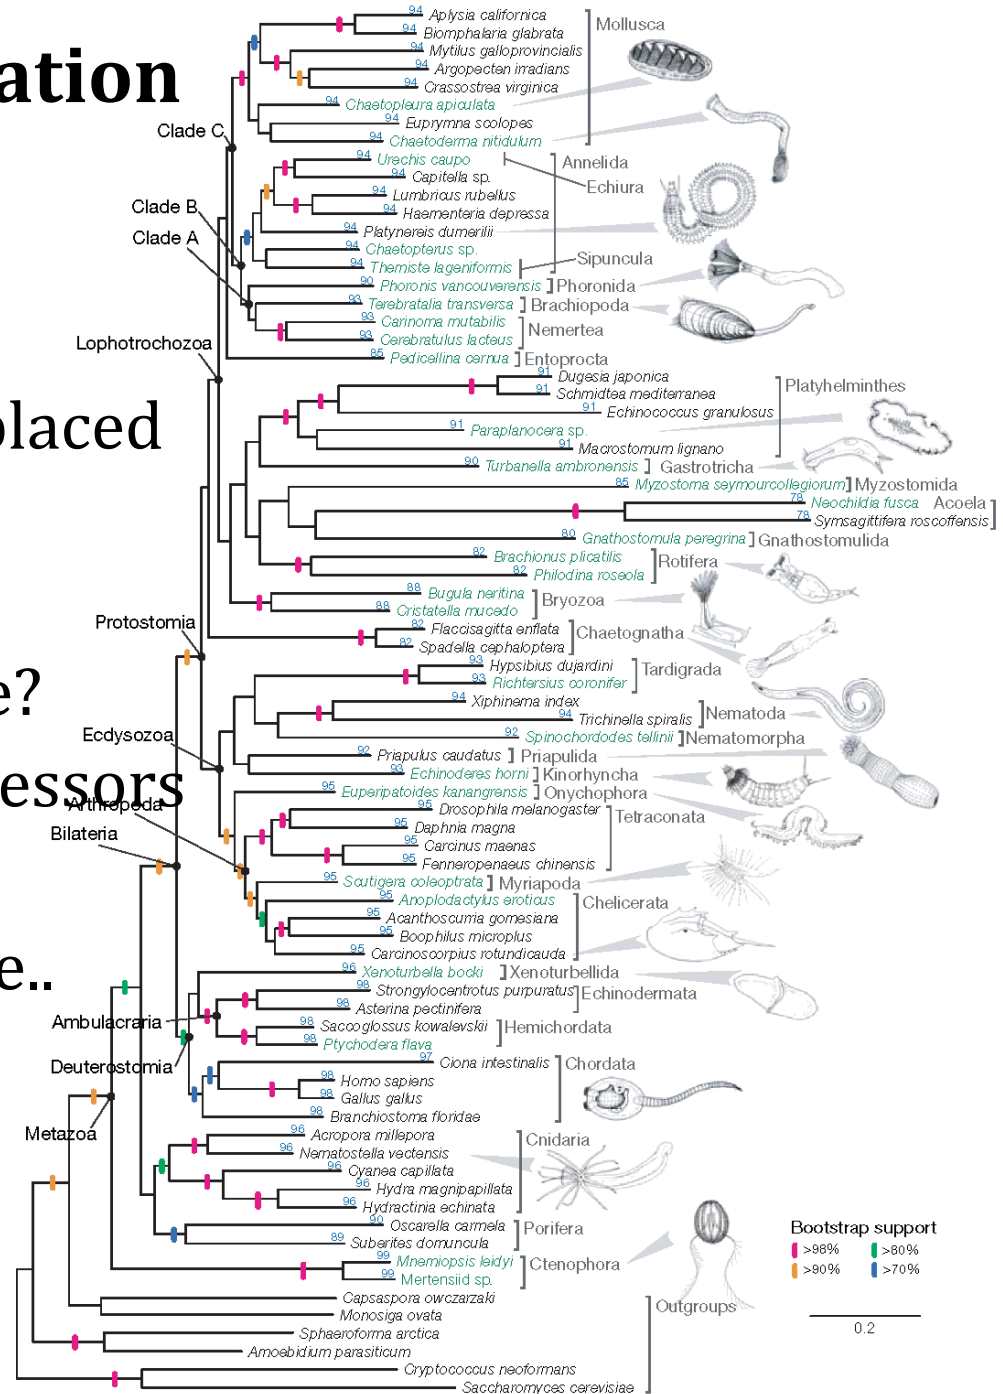 ation
placed
e?
essors
e..
Aplysia californica
Biomphalaria glabrata
Mytilus galloprovincialis
Argopecten irradians
Crassostrea virginica
Chaetopleura apiculata
Euprymna scolopes
Chaetoderma nitidulum
Mollusca
Clade C
Urechis caupo
Capitella sp.
Lumbricus rubellus
Haementeria depressa
Platynereis dumerilii
Chaetopterus sp.
Themiste lageniformis
Annelida
Echiura
Sipuncula
Clade B
Clade A
Phoronis vancouverensis
Phoronida
Terebratalia transversa
Brachiopoda
Carinoma mutabilis
Cerebratulus lacteus
Nemertea
Lophotrochozoa
Pedicellina cernua
Entoprocta
Dugesia japonica
Schmidtea mediterranea
Echinococcus granulosus
Paraplanocera sp.
Macrostomum lignano
Platyhelminthes
Turbanella ambronensis
Gastrotricha
Myzostoma seymourcollegiorum
Myzostomida
Neochildia fusca
Symsagittifera roscoffensis
Acoela
Gnathostomula peregrina
Gnathostomulida
Brachionus plicatilis
Philodina roseola
Rotifera
Bugula neritina
Cristatella mucedo
Bryozoa
Protostomia
Flaccisagitta enflata
Spadella cephaloptera
Chaetognatha
Hypsibius dujardini
Richtersius coronifer
Tardigrada
Xiphinema index
Trichinella spiralis
Nematoda
Spinochordodes tellinii
Nematomorpha
Ecdysozoa
Priapulus caudatus
Priapulida
Echinoderes horni
Kinorhyncha
Euperipatoides kanangrensis
Onychophora
Arthropoda
Drosophila melanogaster
Daphnia magna
Carcinus maenas
Fenneropenaeus chinensis
Tetraconata
Bilateria
Scutigera coleoptrata
Myriapoda
Anoplodactylus eroticus
Acanthoscurria gomesiana
Boophilus microplus
Carcinoscorpius rotundicauda
Chelicerata
Xenoturbella bocki
Xenoturbellida
Strongylocentrotus purpuratus
Asterina pectinifera
Echinodermata
Ambulacraria
Saccoglossus kowalevskii
Ptychodera flava
Hemichordata
Deuterostomia
Ciona intestinalis
Homo sapiens
Gallus gallus
Branchiostoma floridae
Chordata
Metazoa
Acropora millepora
Nematostella vectensis
Cyanea capillata
Hydra magnipapillata
Hydractinia echinata
Cnidaria
Oscarella carmela
Suberites domuncula
Porifera
Mnemiopsis leidyi
Mertensiid sp.
Ctenophora
Capsaspora owczarzaki
Monosiga ovata
Sphaeroforma arctica
Amoebidium parasiticum
Cryptococcus neoformans
Saccharomyces cerevisiae
Outgroups
Bootstrap support
>98% >80%
>90% >70%
0.2